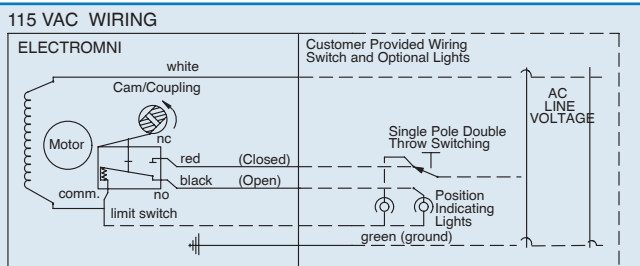 115 VAC WIRING
ELECTROMNI
Customer Provided Wiring
Switch and Optional Lights
white
Cam/Coupling
AC
LINE
VOLTAGE
Motor
nc
Single Pole Double
Throw Switching
red (Closed)
black (Open)
comm.
no
Position
Indicating
Lights
limit switch
green (ground)